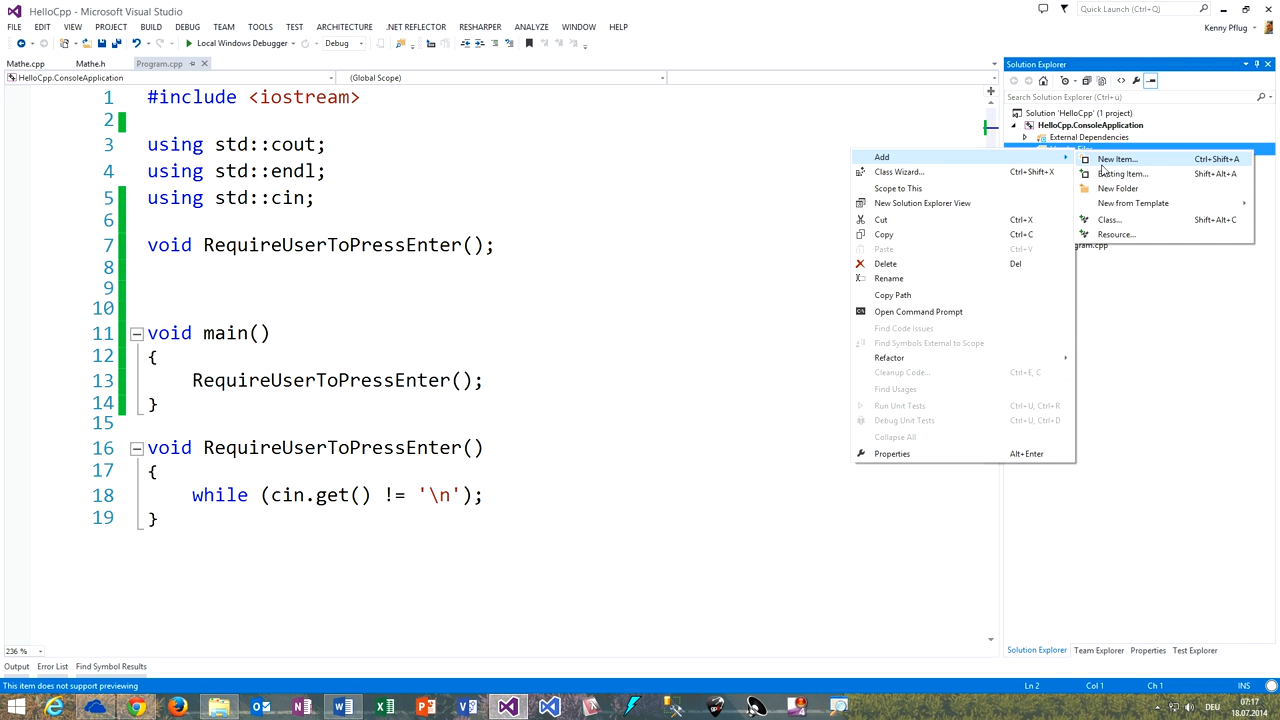 HelloCpp - Microsoft Visual Studio
Quick Launch (Ctrl+Q)
FILE EDIT VIEW PROJECT BUILD DEBUG TEAM TOOLS TEST ARCHITECTURE .NET REFLECTOR RESHARPER ANALYZE WINDOW HELP
Kenny Pflug
Local Windows Debugger
Debug
Mathe.cpp Mathe.h Program.cpp
HelloCpp.ConsoleApplication
(Global Scope)
1 #include <iostream>
2
3 using std::cout;
4 using std::endl;
5 using std::cin;
6
7 void RequireUserToPressEnter();
8
9
10
11 void main()
12 {
13 RequireUserToPressEnter();
14 }
15
16 void RequireUserToPressEnter()
17 {
18 while (cin.get() != '\n');
19 }
Solution Explorer
Search Solution Explorer (Ctrl+ü)
Solution 'HelloCpp' (1 project)
HelloCpp.ConsoleApplication
External Dependencies
Add
Class Wizard... Ctrl+Shift+X
Scope to This
New Solution Explorer View
Cut Ctrl+X
Copy Ctrl+C
Paste Ctrl+V
Delete Del
Rename
Copy Path
Open Command Prompt
Find Code Issues
Find Symbols External to Scope
Refactor
Cleanup Code... Ctrl+E, C
Find Usages
Run Unit Tests Ctrl+U, Ctrl+R
Debug Unit Tests Ctrl+U, Ctrl+D
Collapse All
Properties Alt+Enter
New Item... Ctrl+Shift+A
Existing Item... Shift+Alt+A
New Folder
New from Template
Class... Shift+Alt+C
Resource...
gram.cpp
236 %
Solution Explorer Team Explorer Properties Test Explorer
Output Error List Find Symbol Results
This item does not support previewing
Ln 2 Col 1 Ch 1 INS
DEU
07:17
18.07.2014